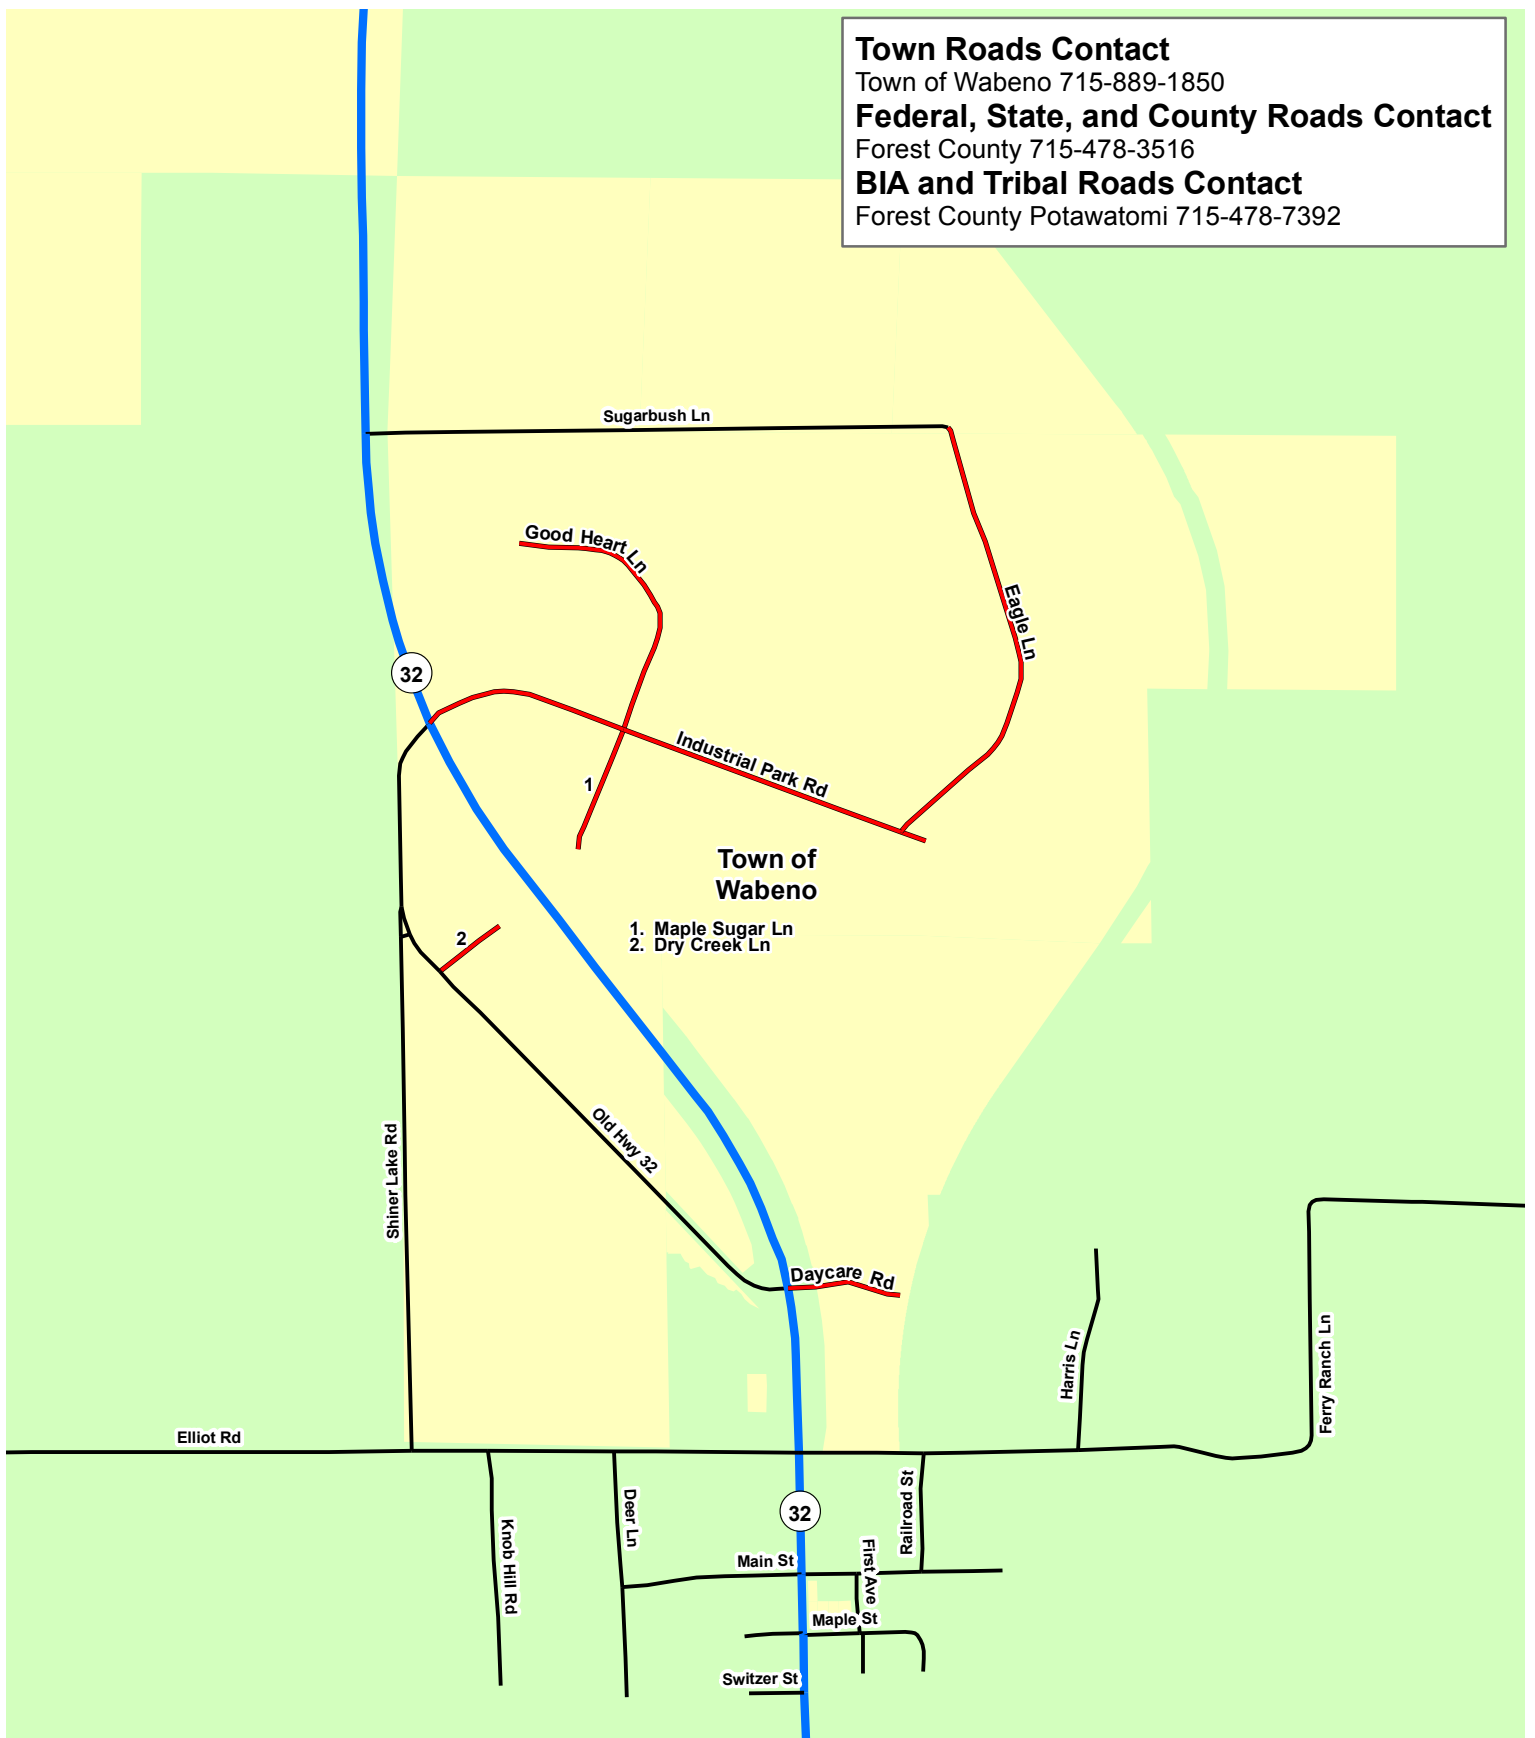 Town Roads Contact
Town of Wabeno 715-889-1850
Federal, State, and County Roads Contact
Forest County 715-478-3516
BIA and Tribal Roads Contact
Forest County Potawatomi 715-478-7392
Sugarbush Ln
Good Heart Ln
Eagle Ln
32
Industrial Park Rd
1
Town of
Wabeno
1. Maple Sugar Ln
2. Dry Creek Ln
2
Old Hwy 32
Shiner Lake Rd
Daycare Rd
Harris Ln
Ferry Ranch Ln
Elliot Rd
Knob Hill Rd
Deer Ln
32
Railroad St
Main St
First Ave
Maple St
Switzer St